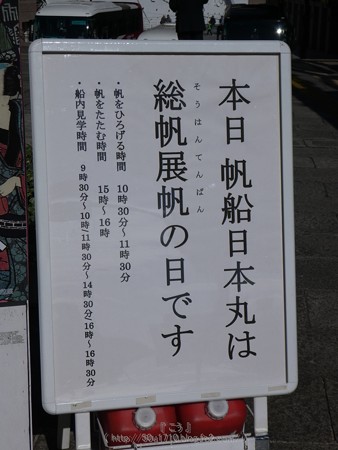 本日 帆船日本丸は
そうはんてんぱん
総帆展帆の日です
・帆をひろげる時間 10時30分～11時30分
・帆をたたむ時間 15時～16時
・船内見学時間 9時30分～10時/11時30分～14時30分/16時～16時30分
『こう』